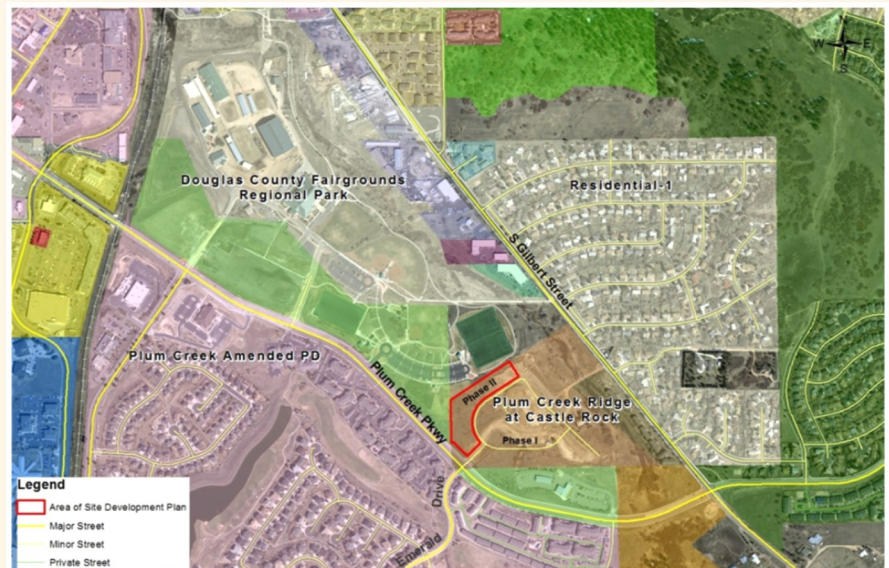 N
W E
S
Douglas County Fairgrounds
Regional Park
Residential-1
S Gilbert Street
Plum Creek Amended PD
Plum Creek Pkwy
Phase II
Plum Creek Ridge
at Castle Rock
Phase I
Emerald Drive
Legend
Area of Site Development Plan
Major Street
Minor Street
Private Street